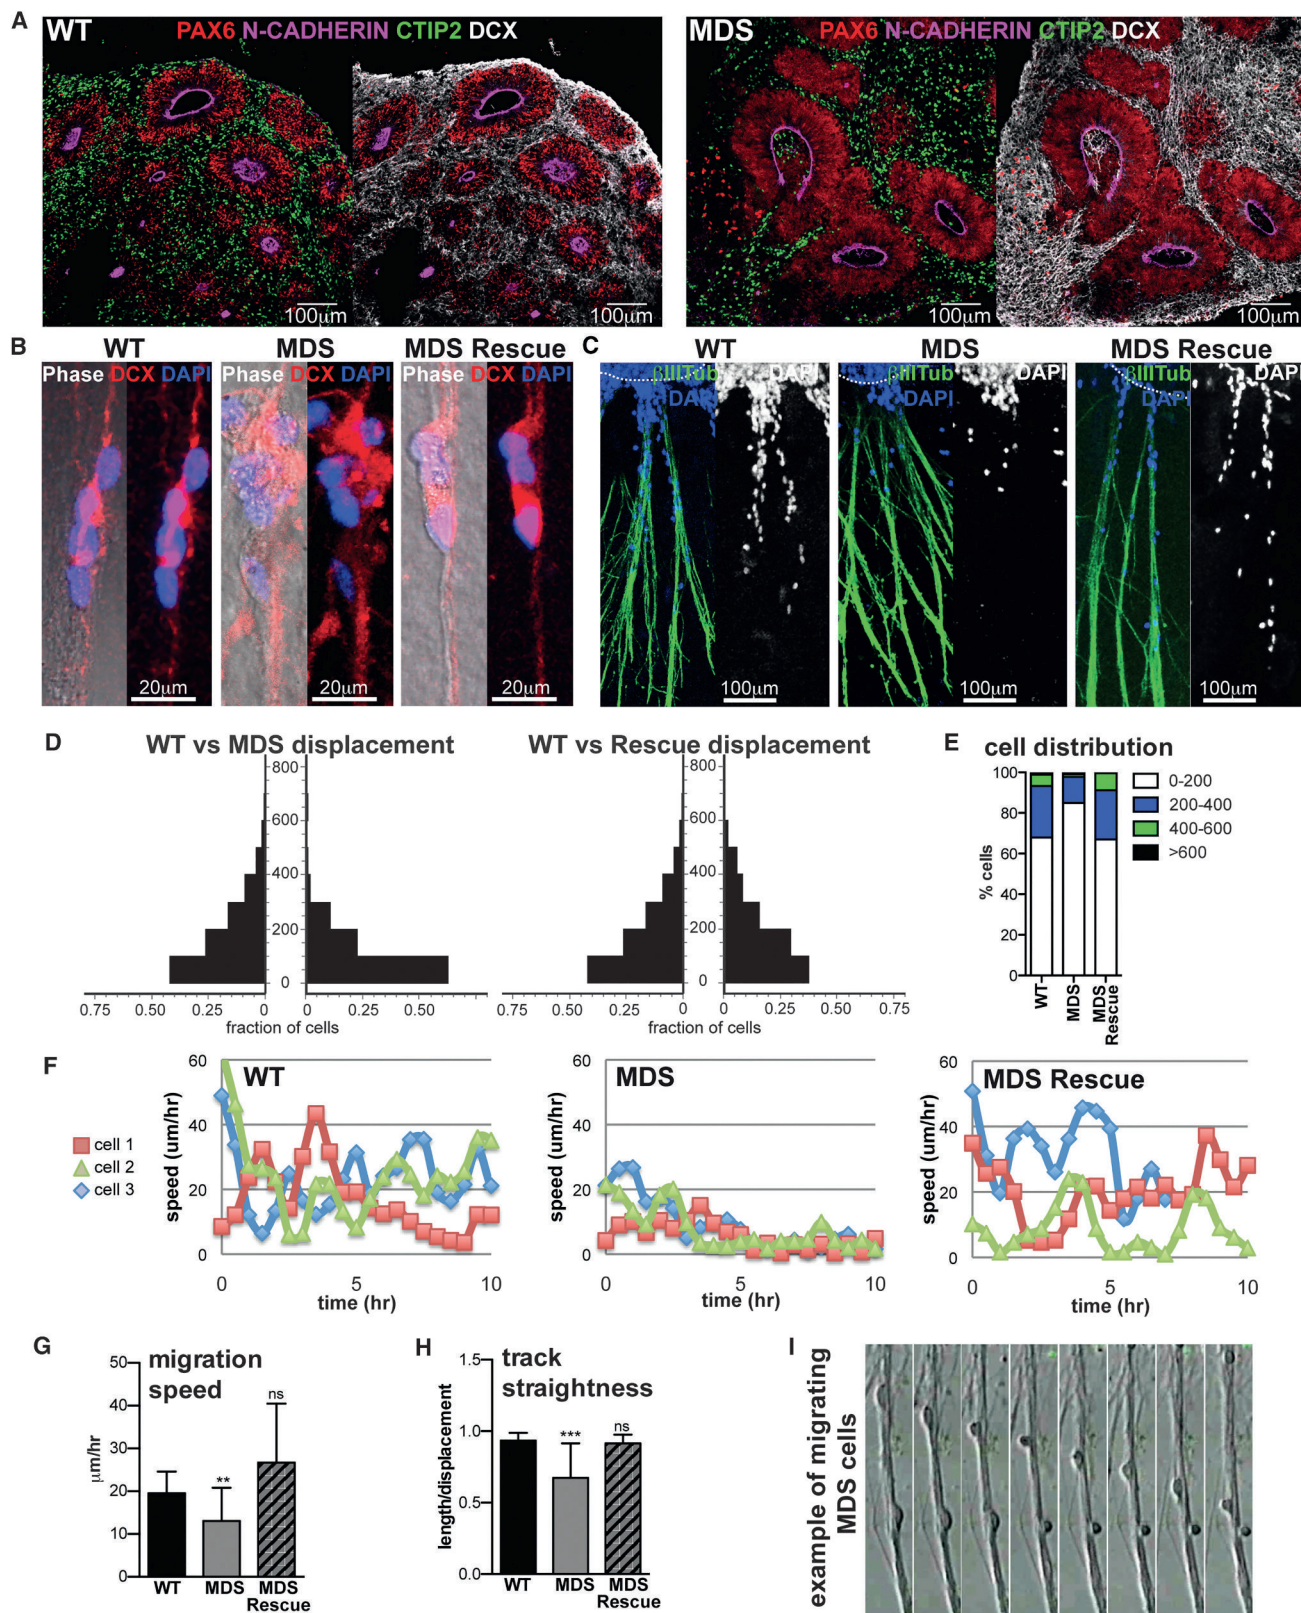 A
WT PAX6 N-CADHERIN CTIP2 DCX
100µm 100µm
MDS PAX6 N-CADHERIN CTIP2 DCX
100µm 100µm
B
WT MDS MDS Rescue
Phase DCX DAPI Phase DCX DAPI Phase DCX DAPI
20µm 20µm 20µm
C
WT MDS MDS Rescue
βIIITub DAPI DAPI
βIIITub DAPI DAPI
βIIITub DAPI DAPI
100µm 100µm 100µm
D
WT vs MDS displacement
800
600
400
200
0
0.75 0.50 0.25 0 0 0.25 0.50 0.75
fraction of cells
WT vs Rescue displacement
800
600
400
200
0
0.75 0.50 0.25 0 0 0.25 0.50 0.75
fraction of cells
E cell distribution
% cells
100
80
60
40
20
0
WT
MDS
MDS Rescue
0-200
200-400
400-600
>600
F
cell 1
cell 2
cell 3
WT
speed (um/hr)
60
40
20
0
0 5 10
time (hr)
MDS
speed (um/hr)
60
40
20
0
0 5 10
time (hr)
MDS Rescue
speed (um/hr)
60
40
20
0
0 5 10
time (hr)
G
migration
speed
µm/hr
50
40
30
20
10
0
** ns
WT MDS MDS
Rescue
H
track
straightness
length/displacement
1.5
1.0
0.5
0.0
*** ns
WT MDS MDS
Rescue
I
example of migrating
MDS cells